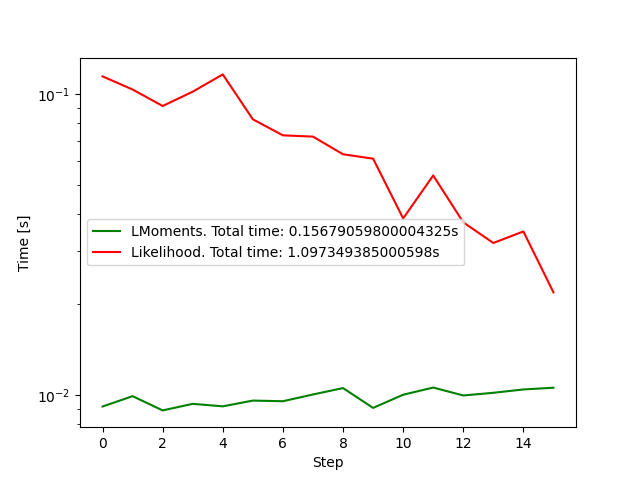 10⁻¹
Time [s]
LMoments. Total time: 0.15679059800004325s
Likelihood. Total time: 1.097349385000598s
10⁻²
0 2 4 6 8 10 12 14
Step